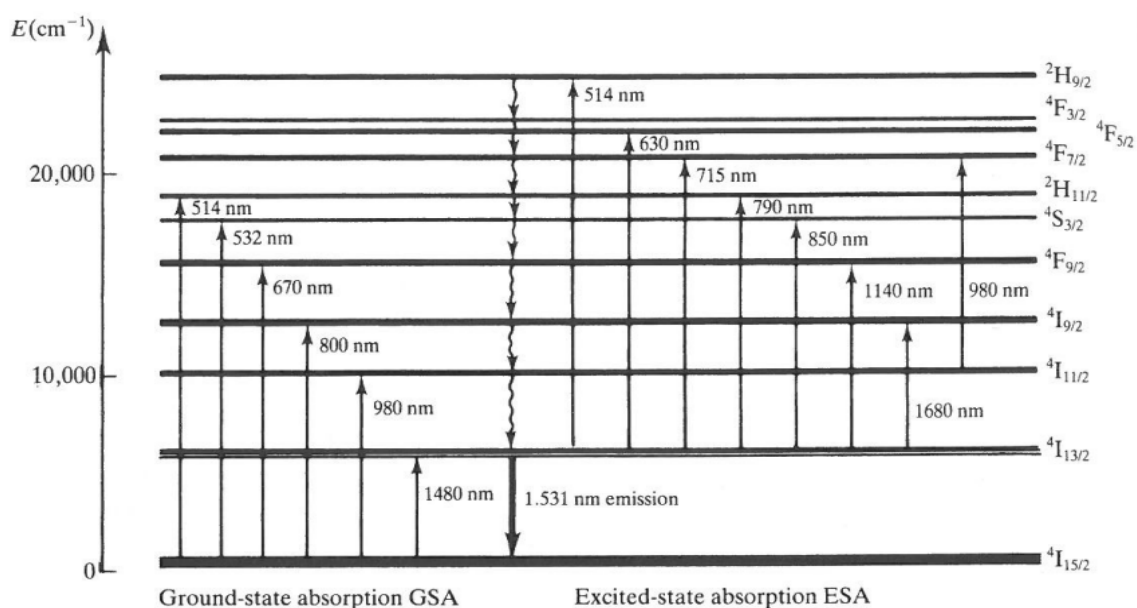 E(cm⁻¹)
²H₉/₂
514 nm
⁴F₃/₂
⁴F₅/₂
630 nm
⁴F₇/₂
20,000
715 nm
²H₁₁/₂
514 nm
790 nm
⁴S₃/₂
532 nm
850 nm
⁴F₉/₂
670 nm
1140 nm
980 nm
⁴I₉/₂
800 nm
10,000
⁴I₁₁/₂
980 nm
1680 nm
⁴I₁₃/₂
1480 nm
1.531 nm emission
0
⁴I₁₅/₂
Ground-state absorption GSA
Excited-state absorption ESA